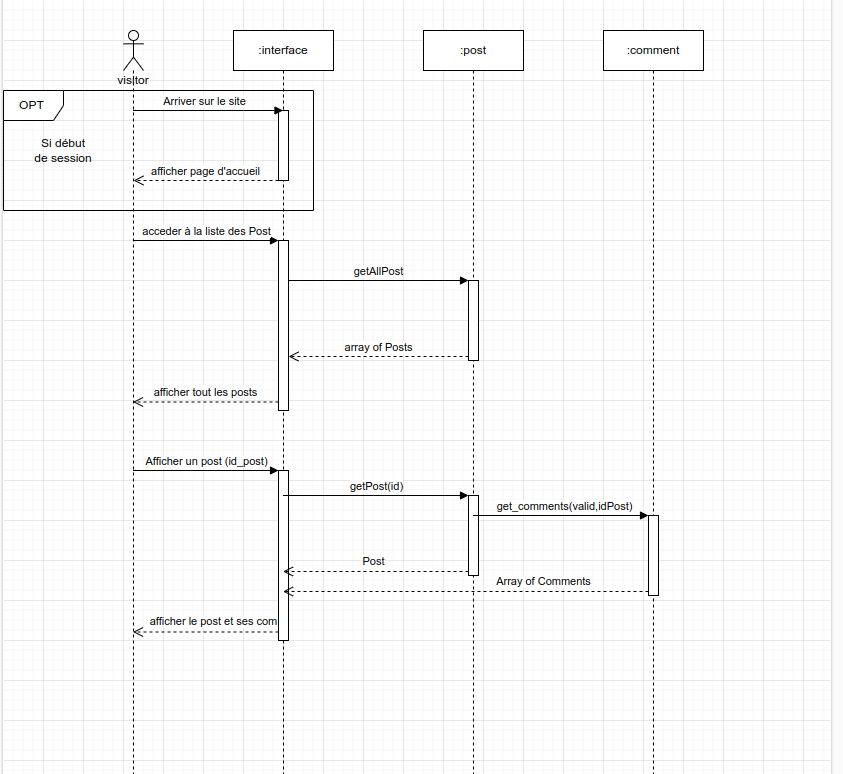 :interface
:post
:comment
visitor
OPT
Arriver sur le site
Si début
de session
afficher page d'accueil
acceder à la liste des Post
getAllPost
array of Posts
afficher tout les posts
Afficher un post (id_post)
getPost(id)
get_comments(valid,idPost)
Post
Array of Comments
afficher le post et ses com